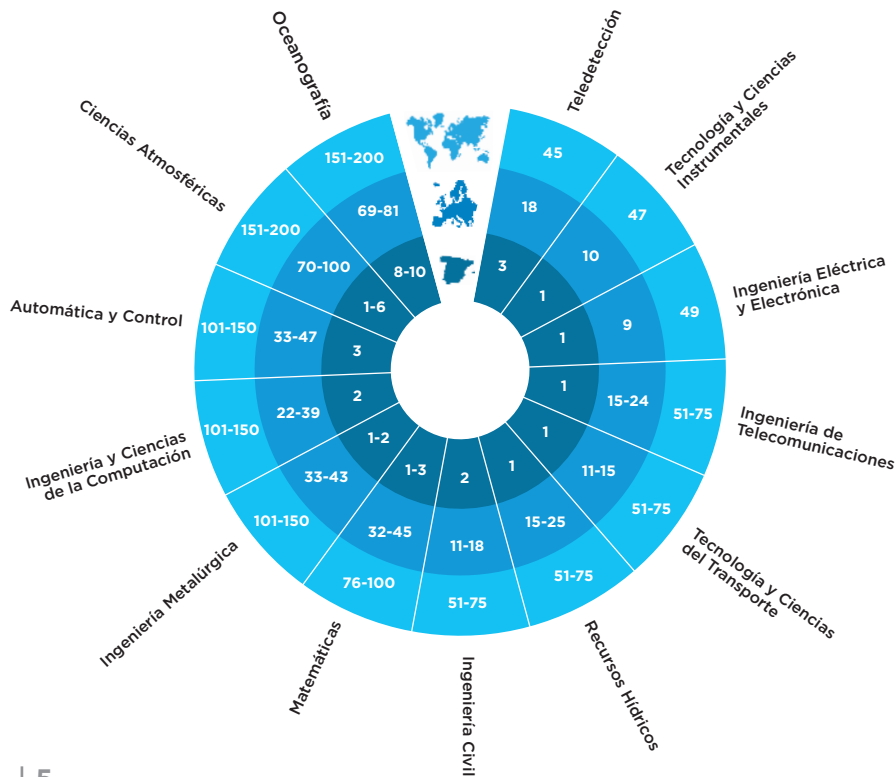 Teledetección
45
18
3
Tecnología y Ciencias
Instrumentales
47
10
1
Ingeniería Eléctrica
y Electrónica
49
9
1
Ingeniería de
Telecomunicaciones
51-75
15-24
1
Tecnología y Ciencias
del Transporte
51-75
11-15
1
Recursos Hídricos
51-75
15-25
1
Ingeniería Civil
51-75
11-18
2
Matemáticas
76-100
32-45
1-3
Ingeniería Metalúrgica
101-150
33-43
1-2
Ingeniería y Ciencias
de la Computación
101-150
22-39
2
Automática y Control
101-150
33-47
3
Ciencias Atmosféricas
151-200
70-100
1-6
Oceanografía
151-200
69-81
8-10